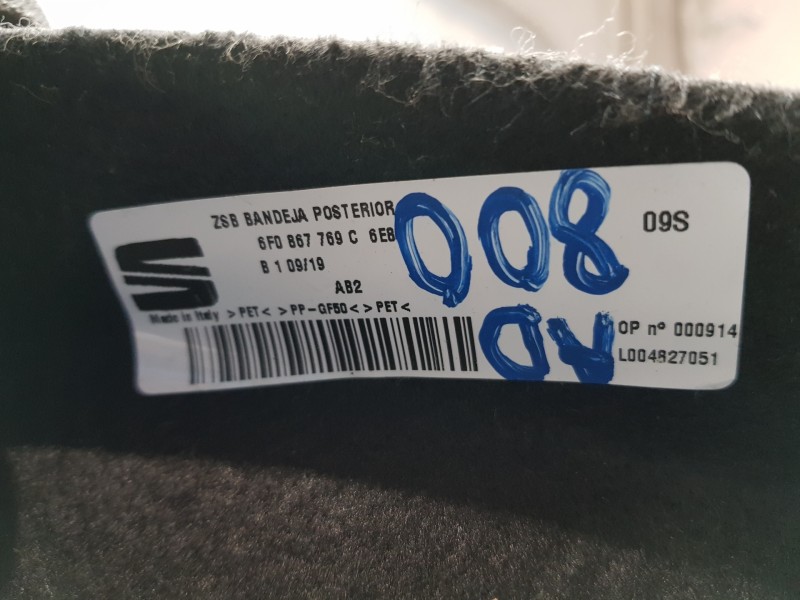 ZSB BANDEJA POSTERIOR
6F0 867 769 C 6E8
008
09S
B 1 09/19
AB2
Made in Italy >PET< >PP-GF50< >PET<
OP nº 000914
L004827051